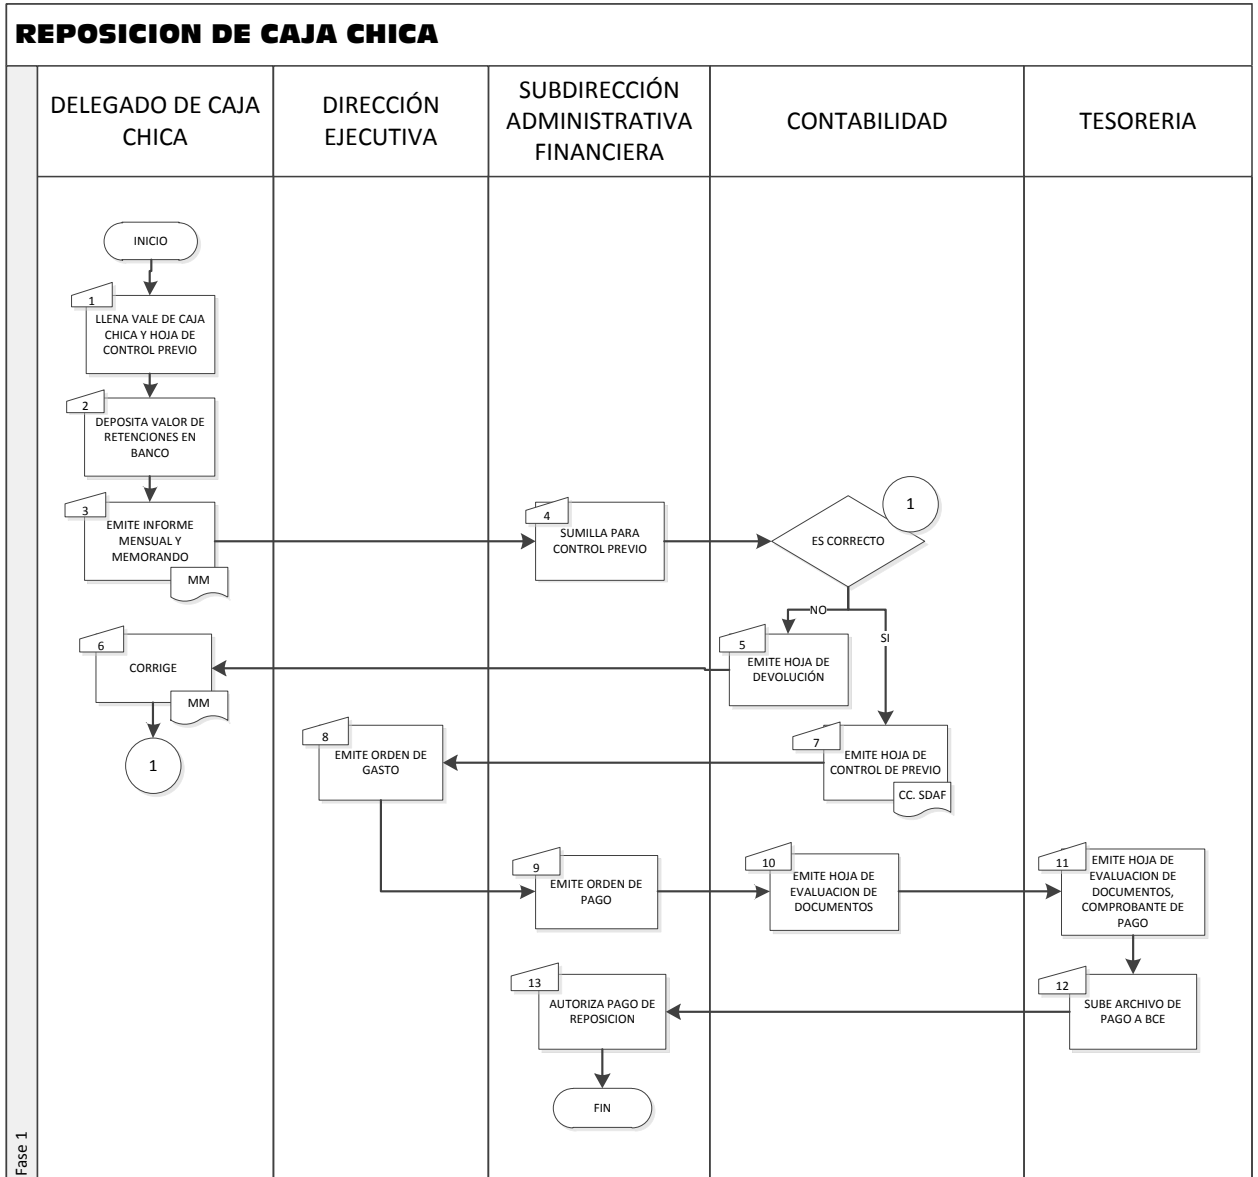 REPOSICION DE CAJA CHICA
DELEGADO DE CAJA
CHICA
DIRECCIÓN
EJECUTIVA
SUBDIRECCIÓN
ADMINISTRATIVA
FINANCIERA
CONTABILIDAD
TESORERIA
INICIO
1
LLENA VALE DE CAJA
CHICA Y HOJA DE
CONTROL PREVIO
2
DEPOSITA VALOR DE
RETENCIONES EN
BANCO
3
EMITE INFORME
MENSUAL Y
MEMORANDO
MM
4
SUMILLA PARA
CONTROL PREVIO
ES CORRECTO
1
NO
SI
5
EMITE HOJA DE
DEVOLUCIÓN
6
CORRIGE
MM
1
7
EMITE HOJA DE
CONTROL DE PREVIO
CC. SDAF
8
EMITE ORDEN DE
GASTO
9
EMITE ORDEN DE
PAGO
10
EMITE HOJA DE
EVALUACION DE
DOCUMENTOS
11
EMITE HOJA DE
EVALUACION DE
DOCUMENTOS,
COMPROBANTE DE
PAGO
12
SUBE ARCHIVO DE
PAGO A BCE
13
AUTORIZA PAGO DE
REPOSICION
FIN
Fase 1